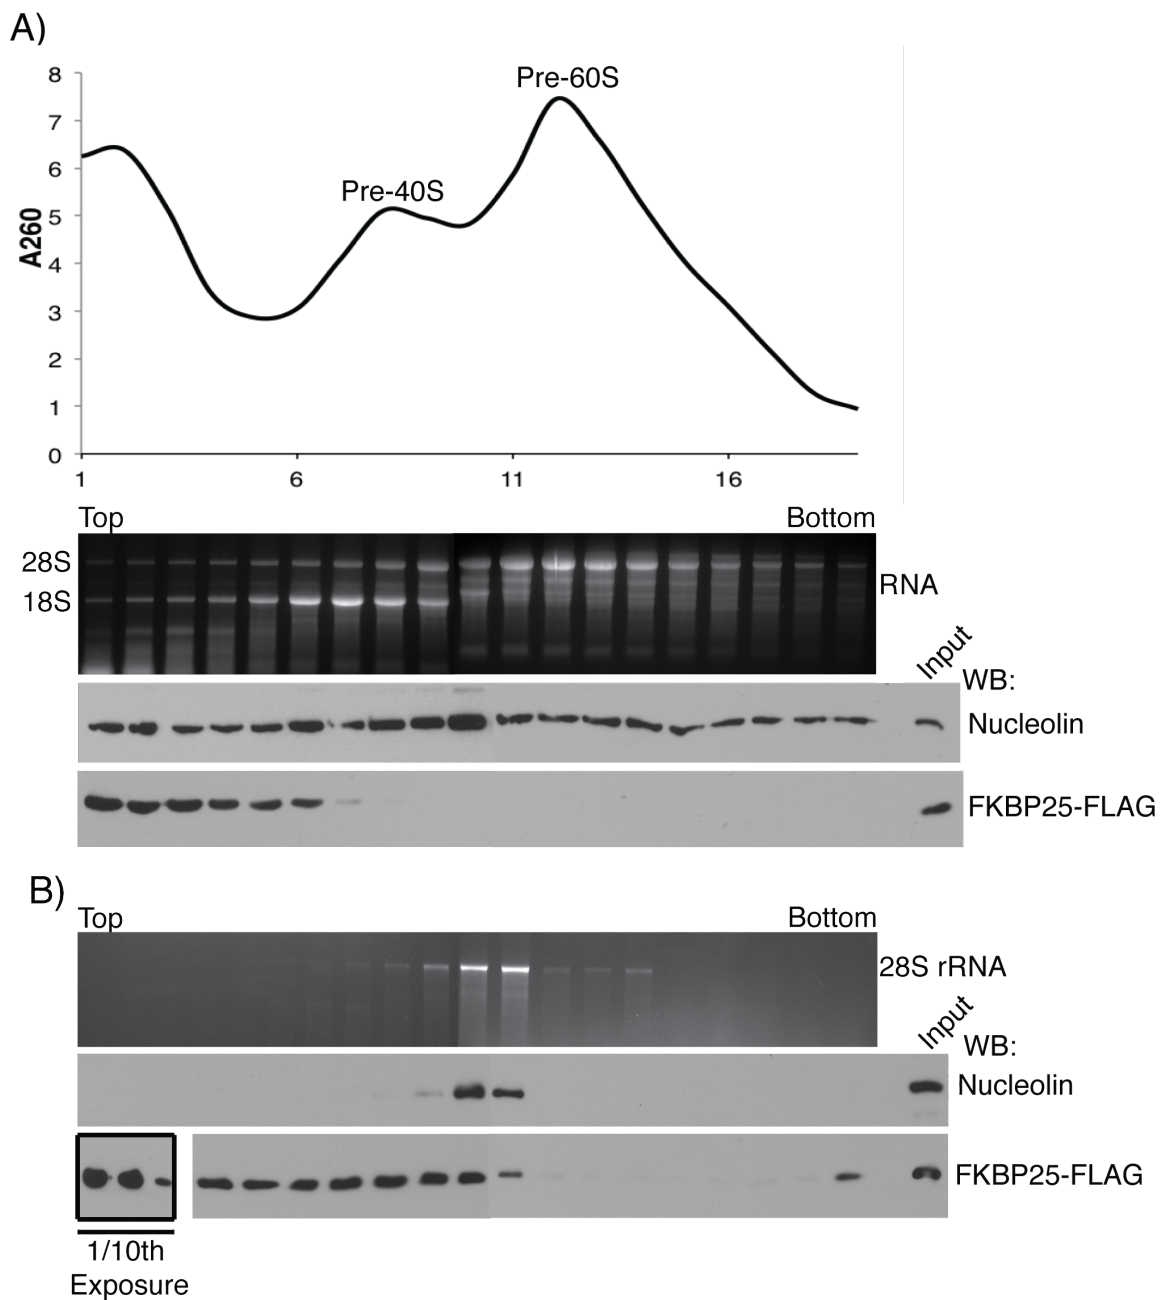 A)
8
7
6
5
4
3
2
1
0
A260
Pre-40S
Pre-60S
1 6 11 16
Top Bottom
28S
18S
RNA
Input
WB:
Nucleolin
FKBP25-FLAG
B)
Top Bottom
28S rRNA
Input
WB:
Nucleolin
FKBP25-FLAG
1/10th
Exposure